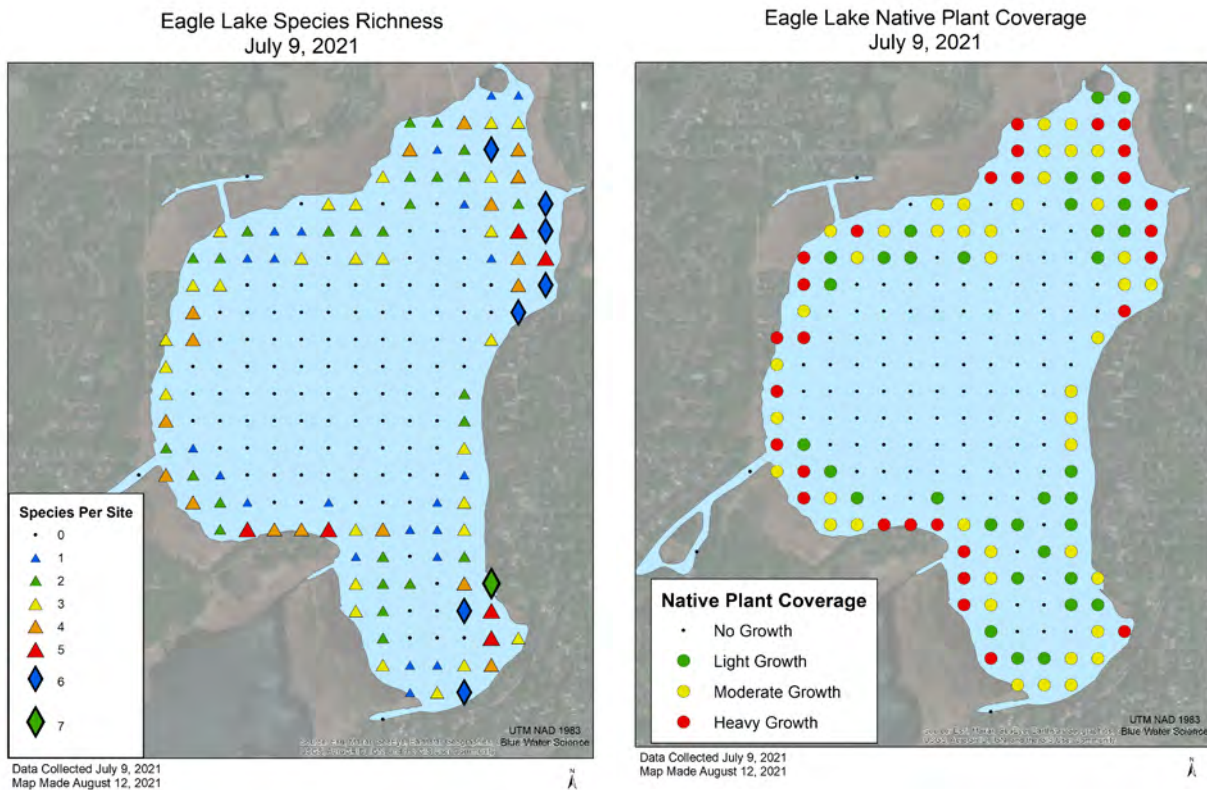 Eagle Lake Species Richness
July 9, 2021
Species Per Site
0
1
2
3
4
5
6
7
UTM NAD 1983
Blue Water Science
Data Collected July 9, 2021
Map Made August 12, 2021
N
Eagle Lake Native Plant Coverage
July 9, 2021
Native Plant Coverage
No Growth
Light Growth
Moderate Growth
Heavy Growth
UTM NAD 1983
Blue Water Science
Data Collected July 9, 2021
Map Made August 12, 2021
N